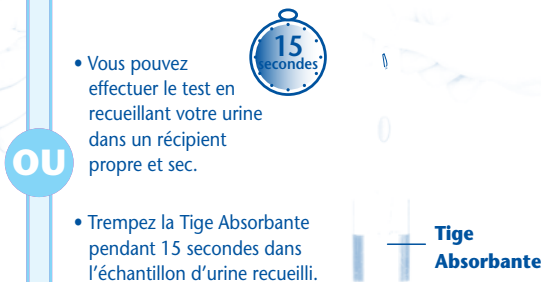 15
secondes
• Vous pouvez
effectuer le test en
recueillant votre urine
dans un récipient
propre et sec.
OU
• Trempez la Tige Absorbante
pendant 15 secondes dans
l’échantillon d’urine recueilli.
Tige
Absorbante